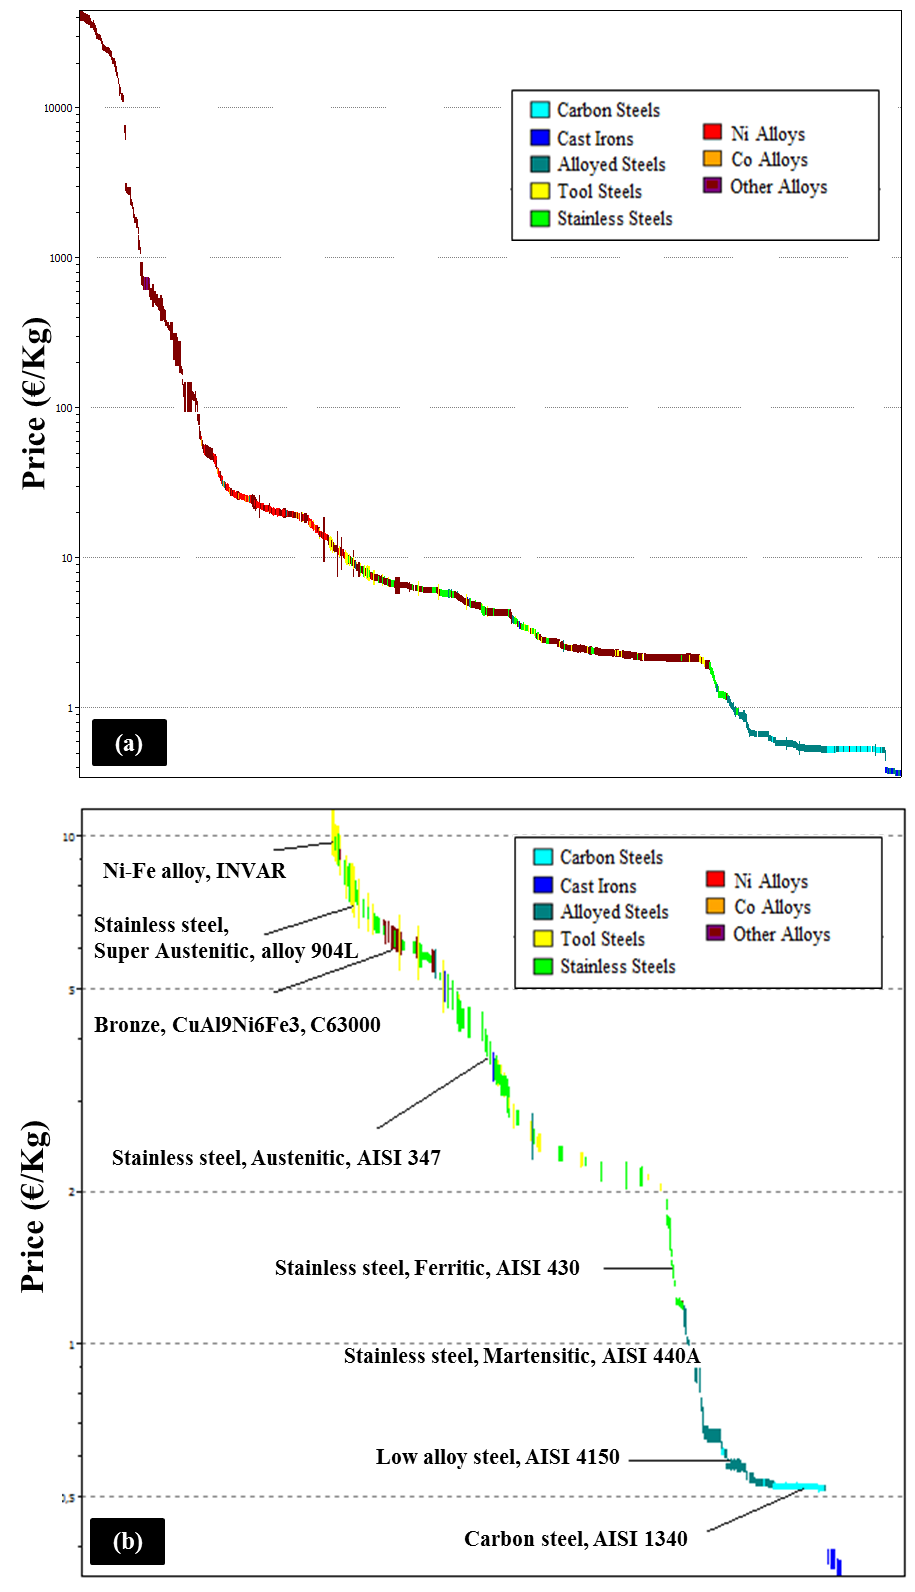 10000
1000
100
10
1
Price (€/Kg)
Carbon Steels
Cast Irons
Alloyed Steels
Tool Steels
Stainless Steels
Ni Alloys
Co Alloys
Other Alloys
(a)
10
5
2
1
0,5
Price (€/Kg)
Carbon Steels
Cast Irons
Alloyed Steels
Tool Steels
Stainless Steels
Ni Alloys
Co Alloys
Other Alloys
Ni-Fe alloy, INVAR
Stainless steel,
Super Austenitic, alloy 904L
Bronze, CuAl9Ni6Fe3, C63000
Stainless steel, Austenitic, AISI 347
Stainless steel, Ferritic, AISI 430
Stainless steel, Martensitic, AISI 440A
Low alloy steel, AISI 4150
Carbon steel, AISI 1340
(b)